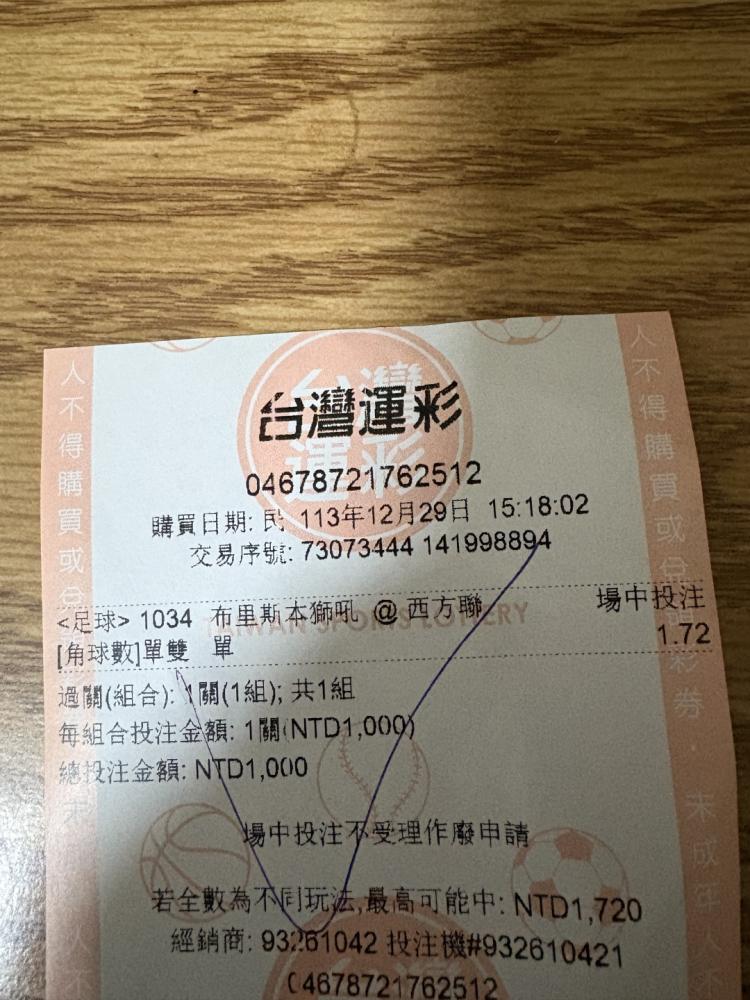 台灣運彩
04678721762512
購買日期: 民 113年12月29日 15:18:02
交易序號: 73073444 141998894
<足球> 1034 布里斯本獅吼 @ 西方聯 場中投注
[角球數]單雙 單 1.72
TAIWAN SPORTS LOTTERY
過關(組合): 1關(1組); 共1組
每組合投注金額: 1關(NTD1,000)
總投注金額: NTD1,000
場中投注不受理作廢申請
若全數為不同玩法,最高可能中: NTD1,720
經銷商: 93261042 投注機#932610421
04678721762512
人不得購買或
人不得購買或
彩券．未成年人不